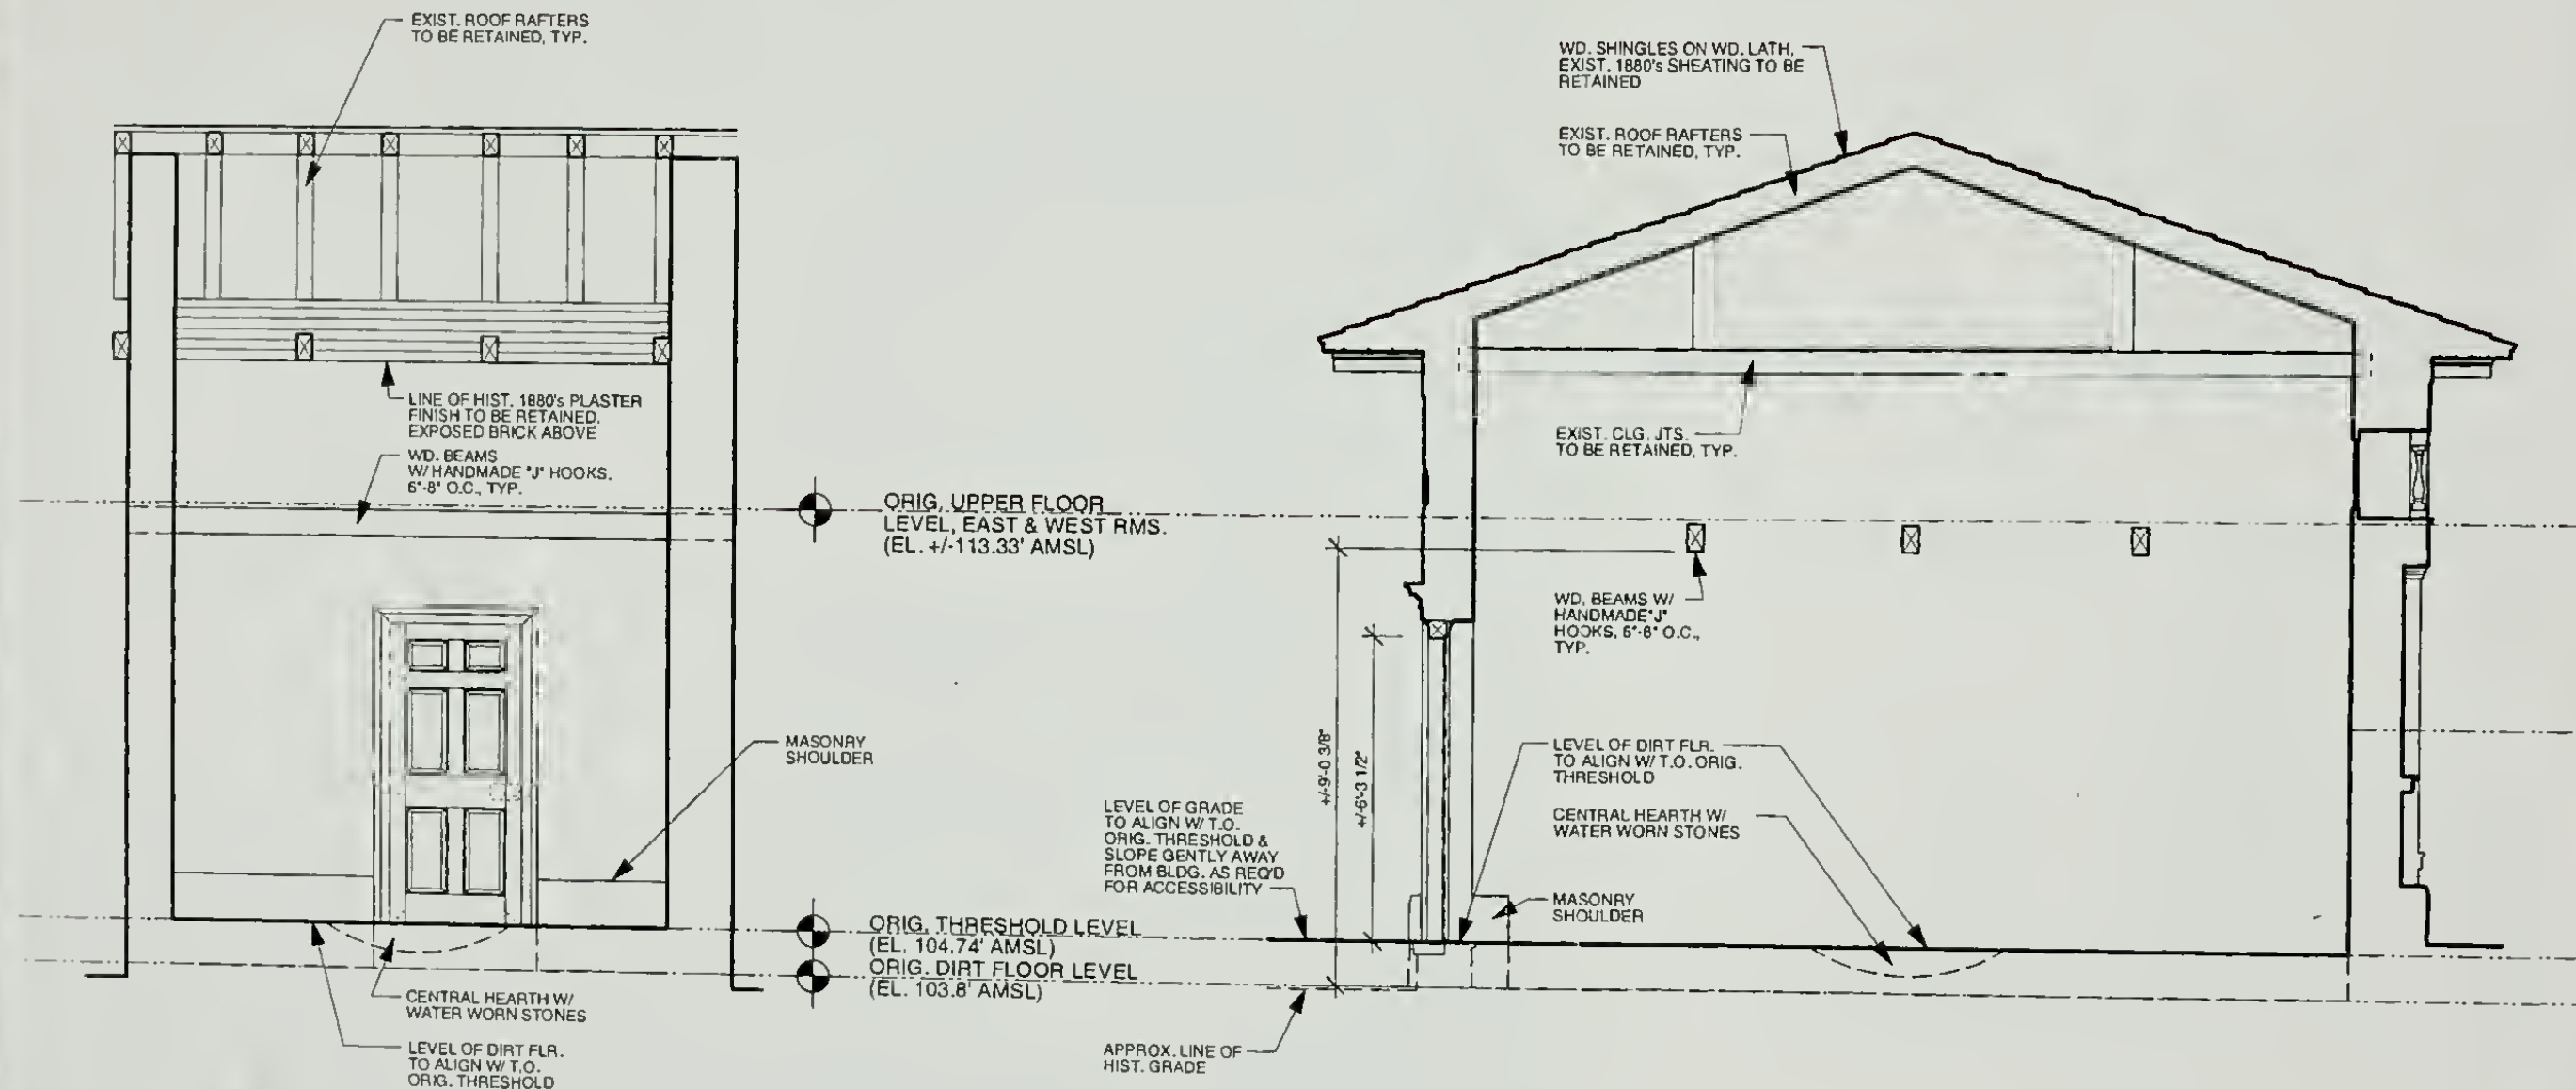 EXIST. ROOF RAFTERS
TO BE RETAINED, TYP.
LINE OF HIST. 1880's PLASTER
FINISH TO BE RETAINED,
EXPOSED BRICK ABOVE
WD. BEAMS
W/ HANDMADE "J" HOOKS,
6'-8" O.C., TYP.
MASONRY
SHOULDER
CENTRAL HEARTH W/
WATER WORN STONES
LEVEL OF DIRT FLR.
TO ALIGN W/ T.O.
ORIG. THRESHOLD
ORIG. UPPER FLOOR
LEVEL, EAST & WEST RMS.
(EL. +/-113.33' AMSL)
ORIG. THRESHOLD LEVEL
(EL. 104.74' AMSL)
ORIG. DIRT FLOOR LEVEL
(EL. 103.8' AMSL)
WD. SHINGLES ON WD. LATH,
EXIST. 1880's SHEATING TO BE
RETAINED
EXIST. ROOF RAFTERS
TO BE RETAINED, TYP.
EXIST. CLG. JTS.
TO BE RETAINED, TYP.
WD. BEAMS W/
HANDMADE "J"
HOOKS, 6'-8" O.C.,
TYP.
+/-9'-0 3/8"
+/-6'-3 1/2"
LEVEL OF GRADE
TO ALIGN W/ T.O.
ORIG. THRESHOLD &
SLOPE GENTLY AWAY
FROM BLDG. AS REQ'D
FOR ACCESSIBILITY
LEVEL OF DIRT FLR.
TO ALIGN W/ T.O. ORIG.
THRESHOLD
CENTRAL HEARTH W/
WATER WORN STONES
MASONRY
SHOULDER
APPROX. LINE OF
HIST. GRADE